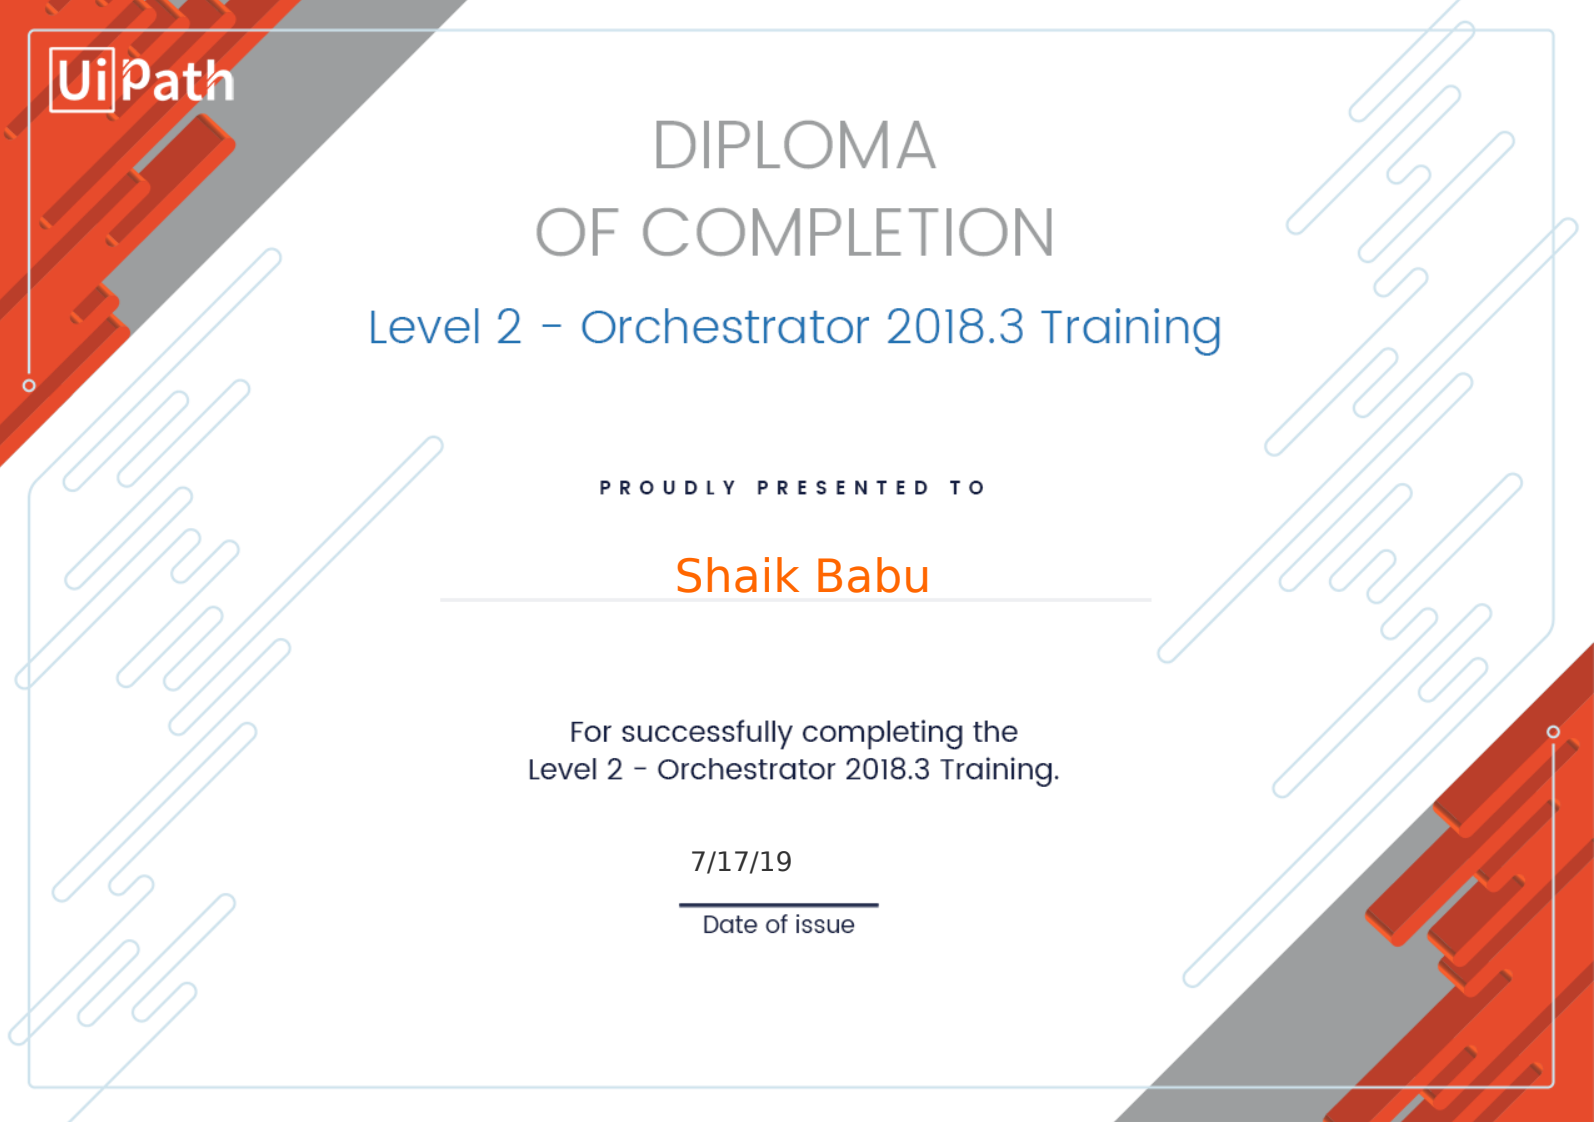 UiPath
DIPLOMA
OF COMPLETION
Level 2 - Orchestrator 2018.3 Training
PROUDLY PRESENTED TO
Shaik Babu
For successfully completing the
Level 2 - Orchestrator 2018.3 Training.
7/17/19
Date of issue